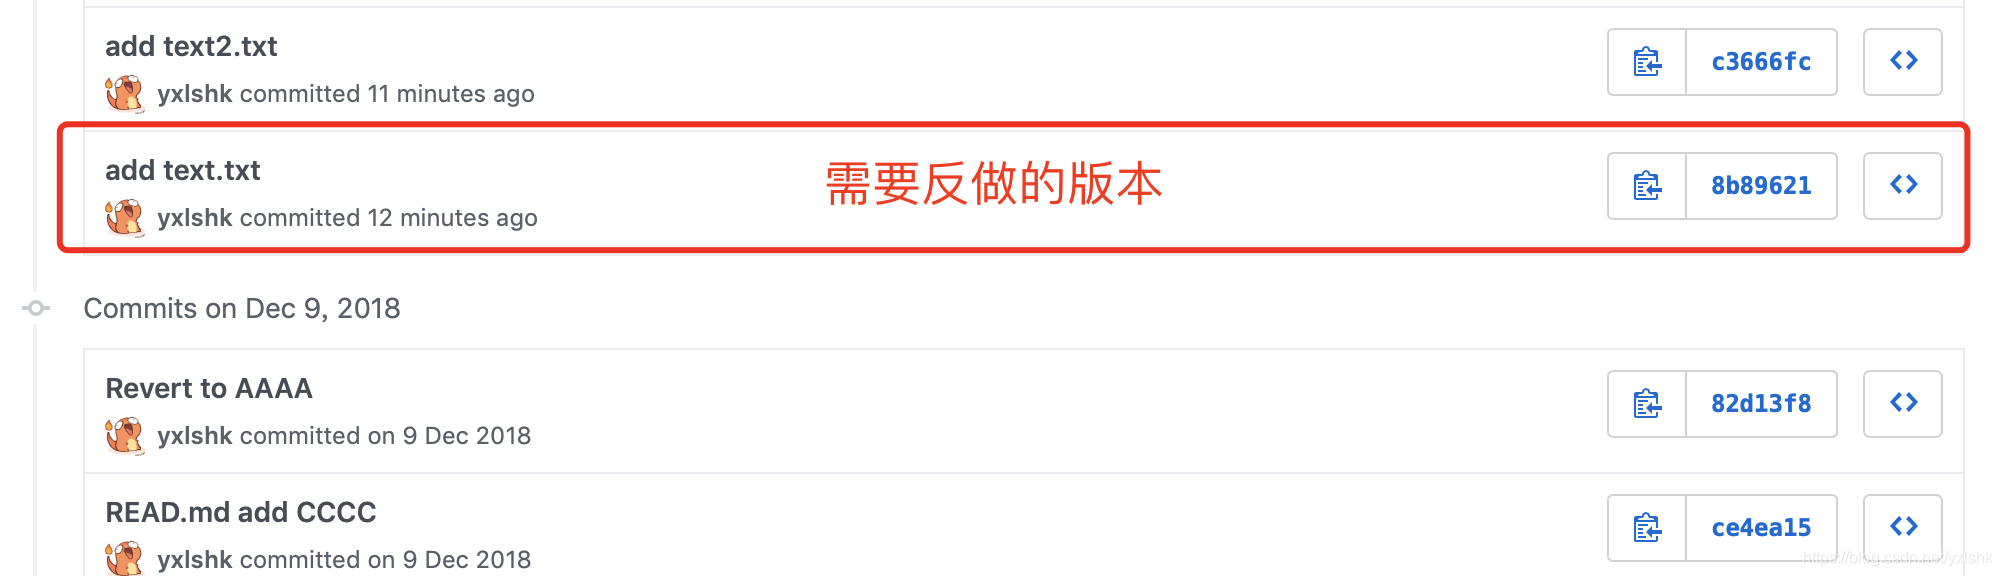 add text2.txt
yxlshk committed 11 minutes ago
c3666fc
add text.txt
需要反做的版本
yxlshk committed 12 minutes ago
8b89621
Commits on Dec 9, 2018
Revert to AAAA
yxlshk committed on 9 Dec 2018
82d13f8
READ.md add CCCC
yxlshk committed on 9 Dec 2018
ce4ea15
https://blog.csdn.net/yxlshk